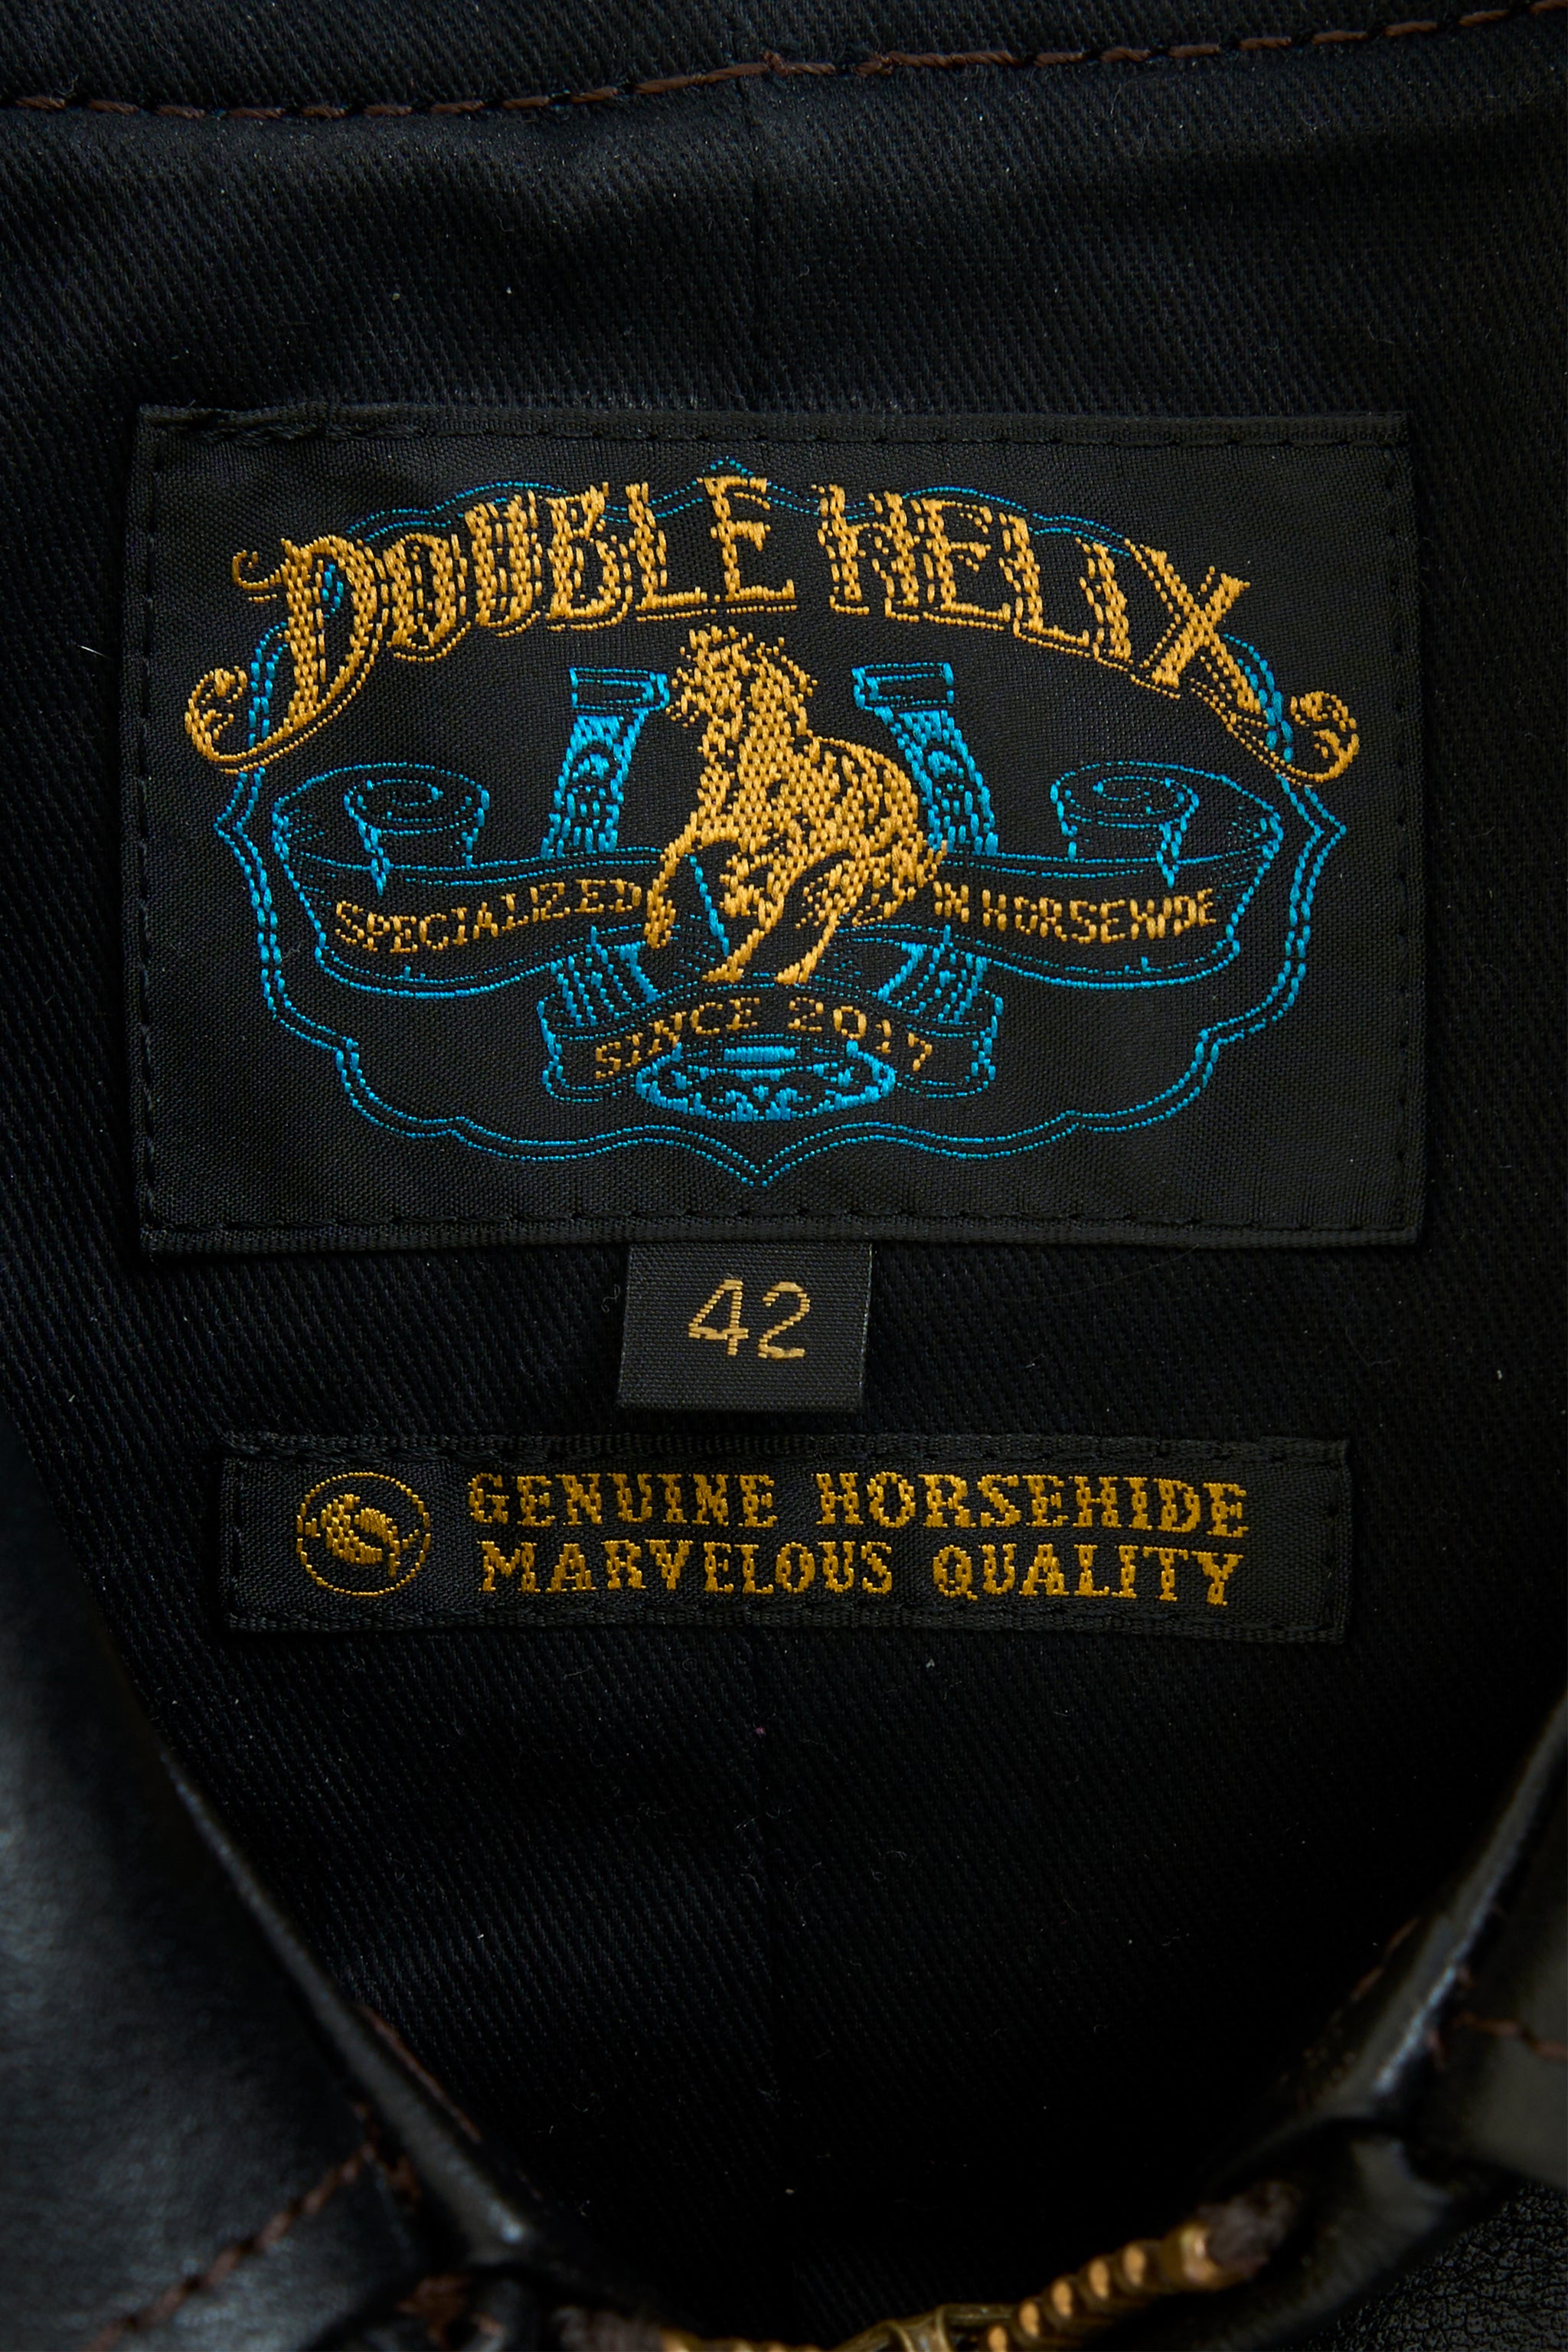 DOUBLE HELIX
SPECIALIZED IN HORSEHIDE
SINCE 2017
42
GENUINE HORSEHIDE
MARVELOUS QUALITY